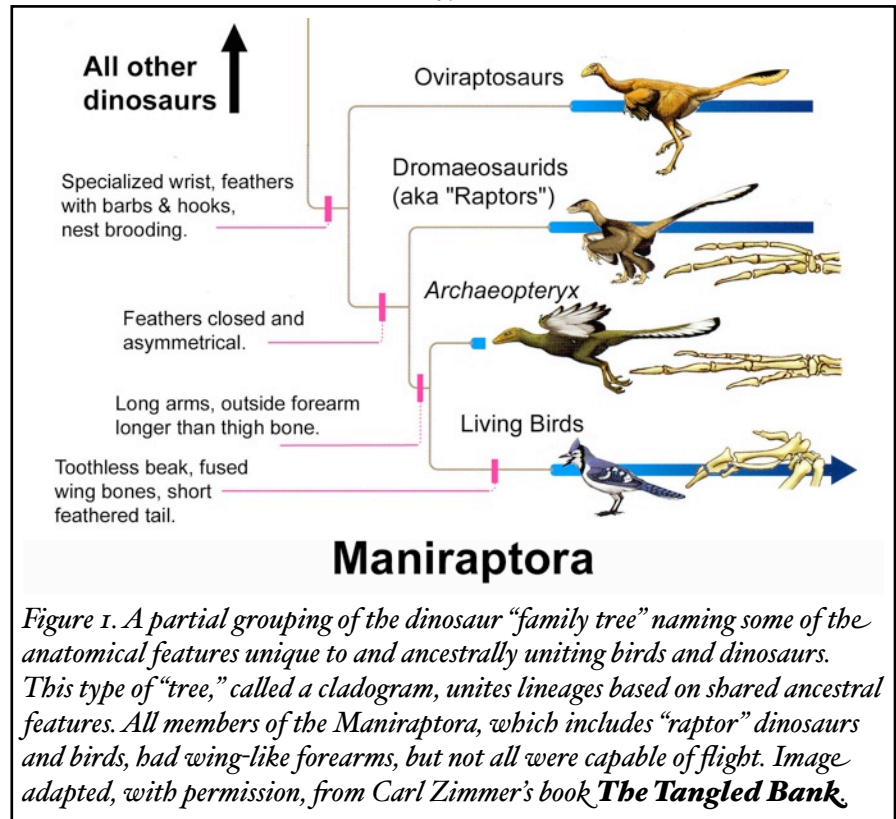 All other
dinosaurs
Oviraptosaurs
Specialized wrist, feathers
with barbs & hooks,
nest brooding.
Dromaeosaurids
(aka "Raptors")
Archaeopteryx
Feathers closed and
asymmetrical.
Long arms, outside forearm
longer than thigh bone.
Living Birds
Toothless beak, fused
wing bones, short
feathered tail.
Maniraptora
Figure 1. A partial grouping of the dinosaur “family tree” naming some of the
anatomical features unique to and ancestrally uniting birds and dinosaurs.
This type of “tree,” called a cladogram, unites lineages based on shared ancestral
features. All members of the Maniraptora, which includes “raptor” dinosaurs
and birds, had wing-like forearms, but not all were capable of flight. Image
adapted, with permission, from Carl Zimmer’s book The Tangled Bank.